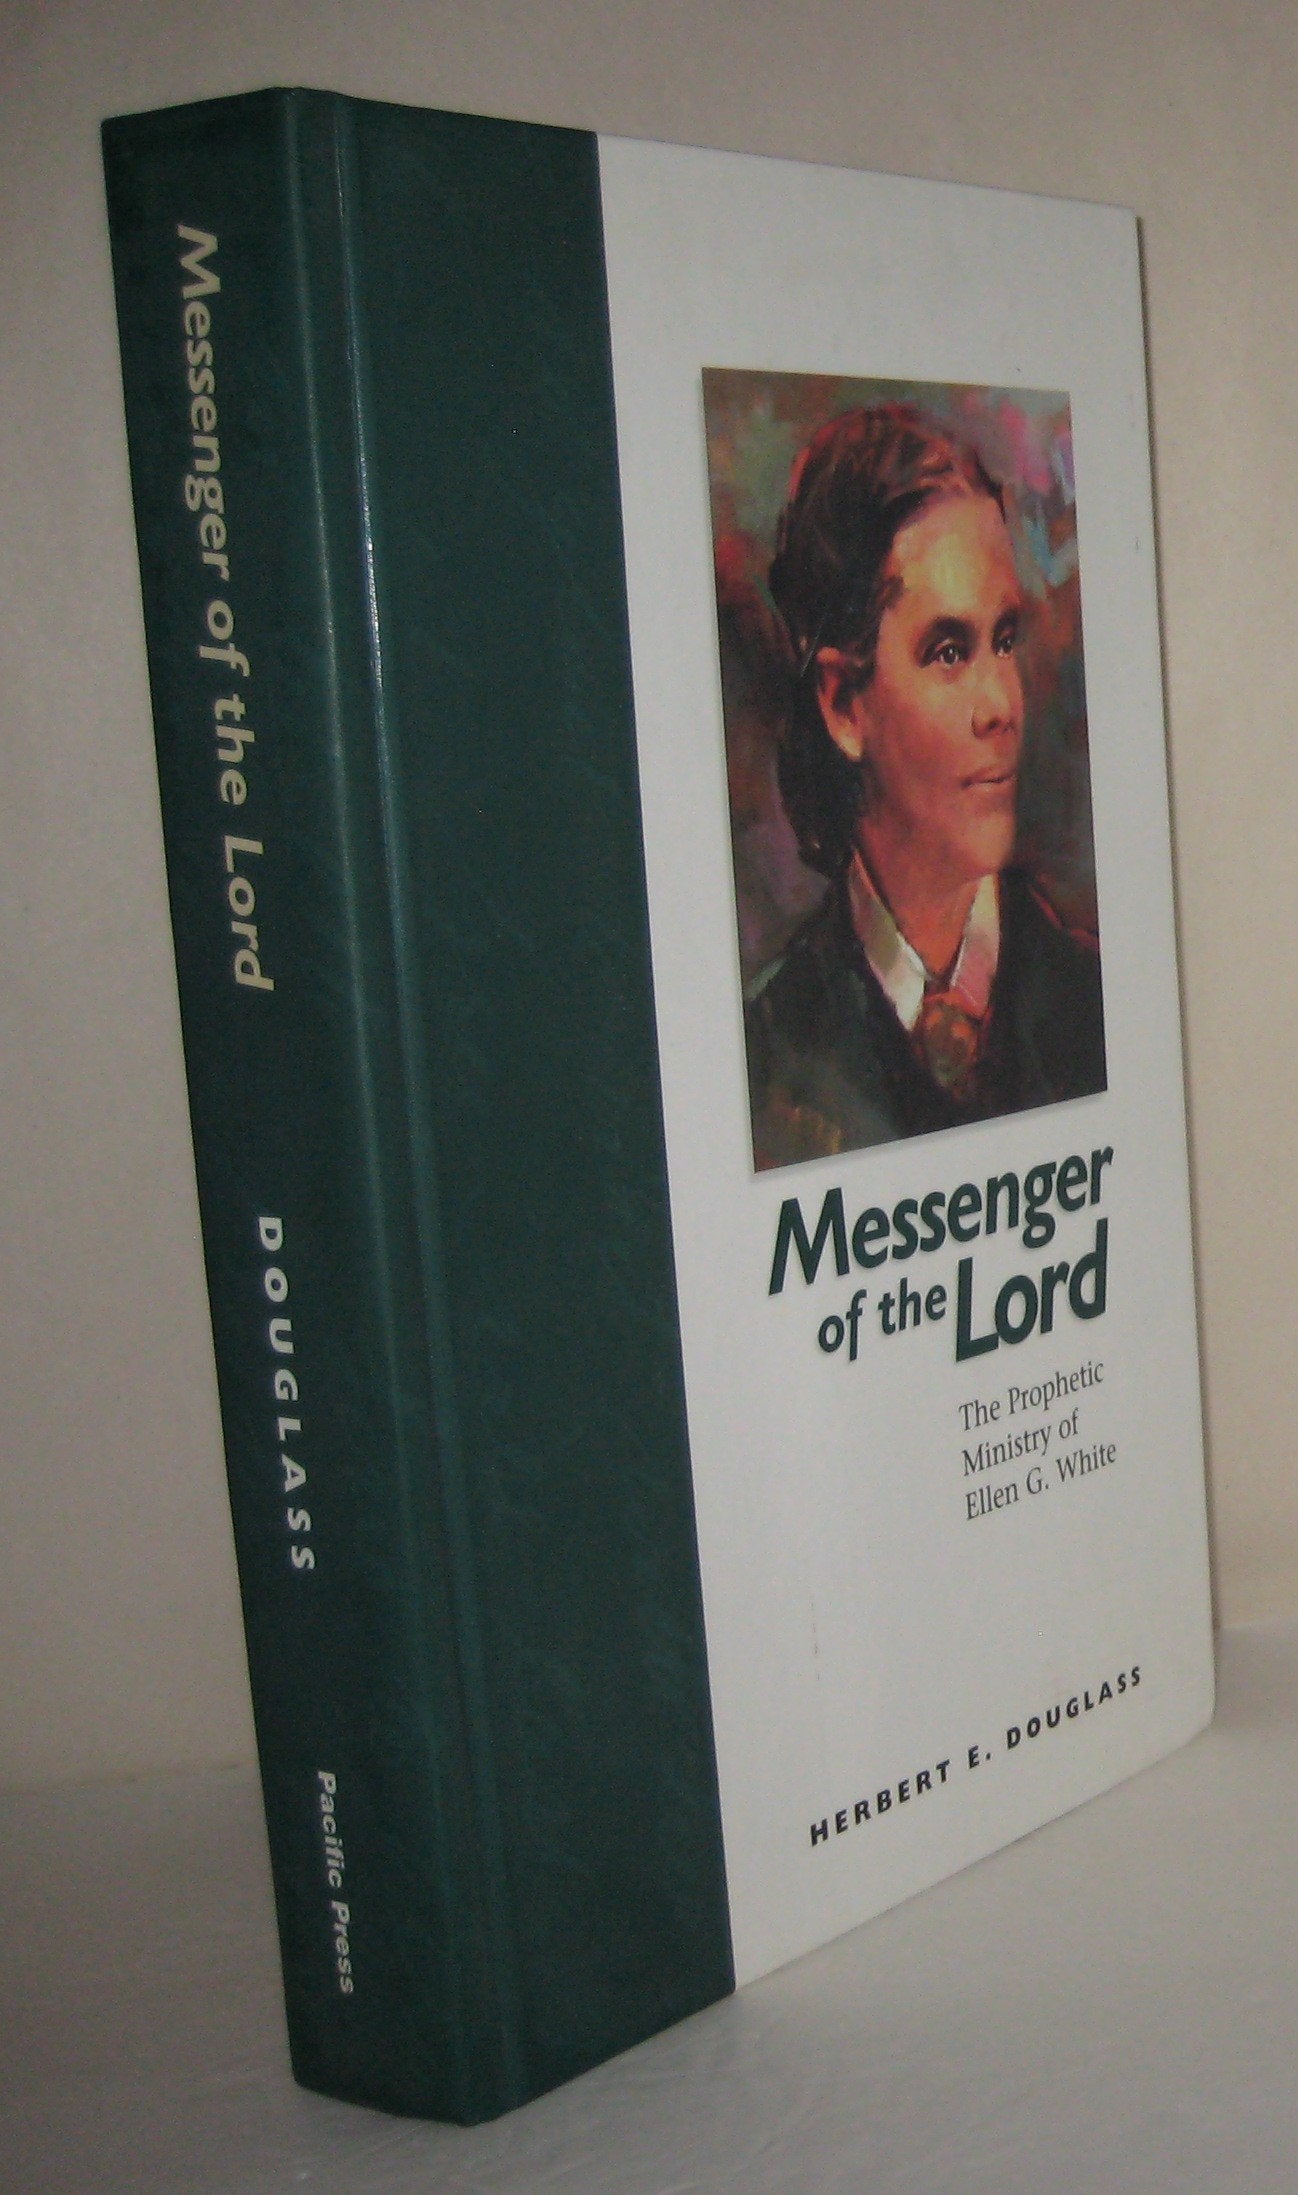 Messenger of the Lord
DOUGLASS
Pacific Press
Messenger
of the Lord
The Prophetic
Ministry of
Ellen G. White
HERBERT E. DOUGLASS